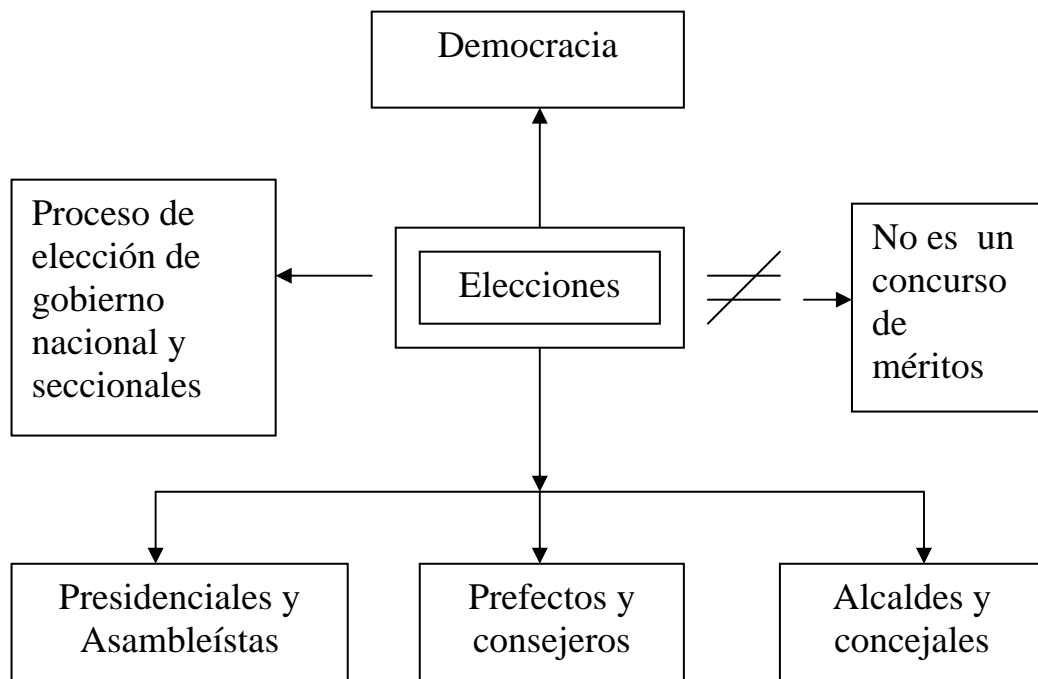 Democracia
Proceso de
elección de
gobierno
nacional y
seccionales
Elecciones
No es un
concurso
de
méritos
Presidenciales y
Asambleístas
Prefectos y
consejeros
Alcaldes y
concejales